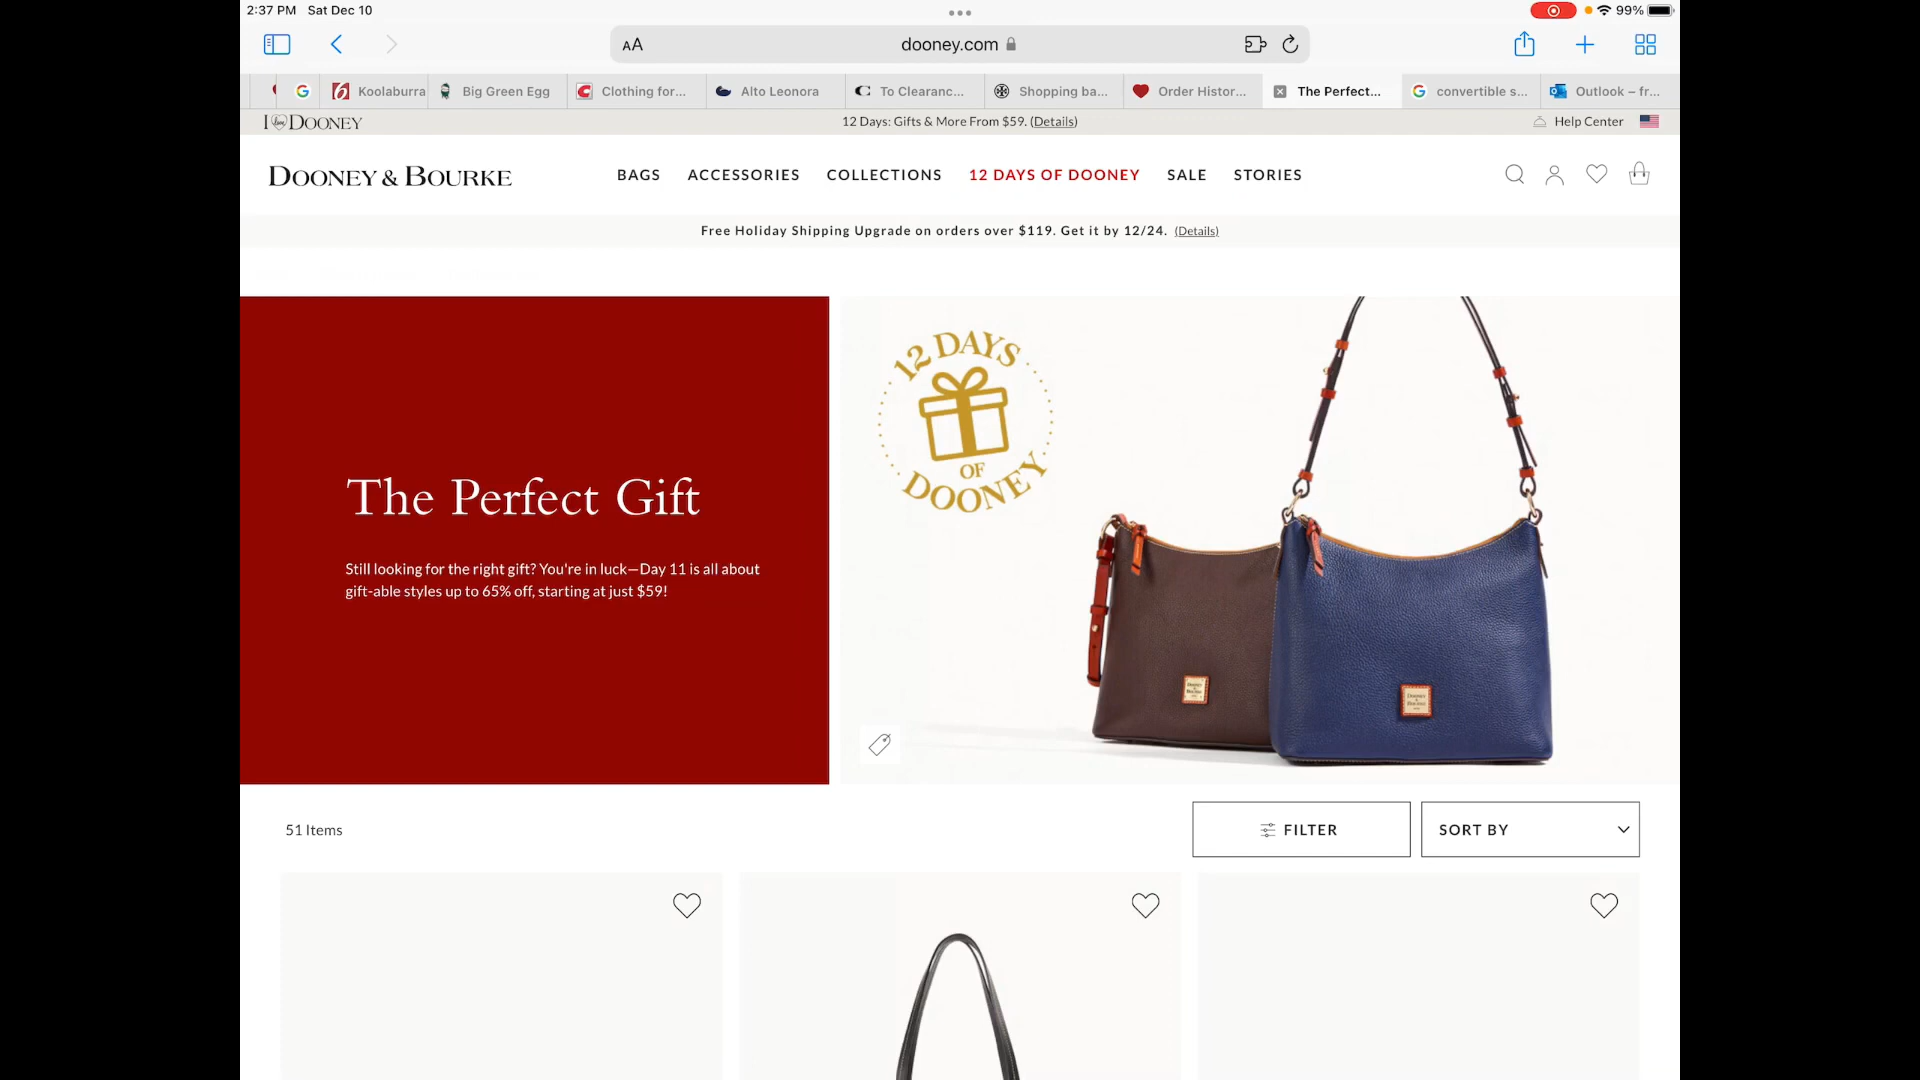 2:37 PM Sat Dec 10
99%
AA
dooney.com
Koolaburra
Big Green Egg
Clothing for...
Alto Leonora
To Clearanc...
Shopping ba...
Order Histor...
The Perfect...
convertible s...
Outlook – fr...
I Love DOONEY
12 Days: Gifts & More From $59. (Details)
Help Center
DOONEY & BOURKE
BAGS
ACCESSORIES
COLLECTIONS
12 DAYS OF DOONEY
SALE
STORIES
Free Holiday Shipping Upgrade on orders over $119. Get it by 12/24. (Details)
12 DAYS
OF
DOONEY
The Perfect Gift
Still looking for the right gift? You're in luck—Day 11 is all about
gift-able styles up to 65% off, starting at just $59!
51 Items
FILTER
SORT BY